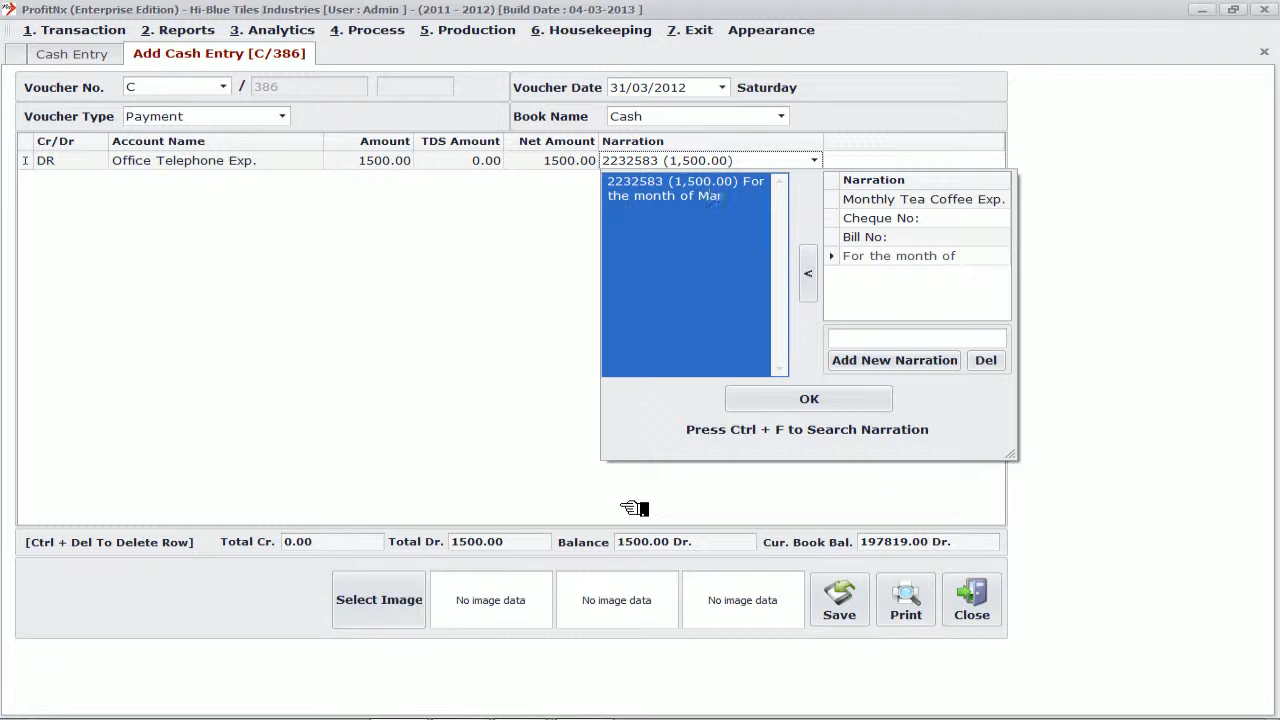 ProfitNx (Enterprise Edition) - Hi-Blue Tiles Industries [User : Admin ] - (2011 - 2012) [Build Date : 04-03-2013 ]
1. Transaction 2. Reports 3. Analytics 4. Process 5. Production 6. Housekeeping 7. Exit Appearance
Cash Entry Add Cash Entry [C/386]
Voucher No. C / 386 Voucher Date 31/03/2012 Saturday
Voucher Type Payment Book Name Cash
Cr/Dr Account Name Amount TDS Amount Net Amount Narration
DR Office Telephone Exp. 1500.00 0.00 1500.00 2232583 (1,500.00)
2232583 (1,500.00) For
the month of Mar
<
Narration
Monthly Tea Coffee Exp.
Cheque No:
Bill No:
For the month of
Add New Narration Del
OK
Press Ctrl + F to Search Narration
[Ctrl + Del To Delete Row] Total Cr. 0.00 Total Dr. 1500.00 Balance 1500.00 Dr. Cur. Book Bal. 197819.00 Dr.
Select Image No image data No image data No image data Save Print Close